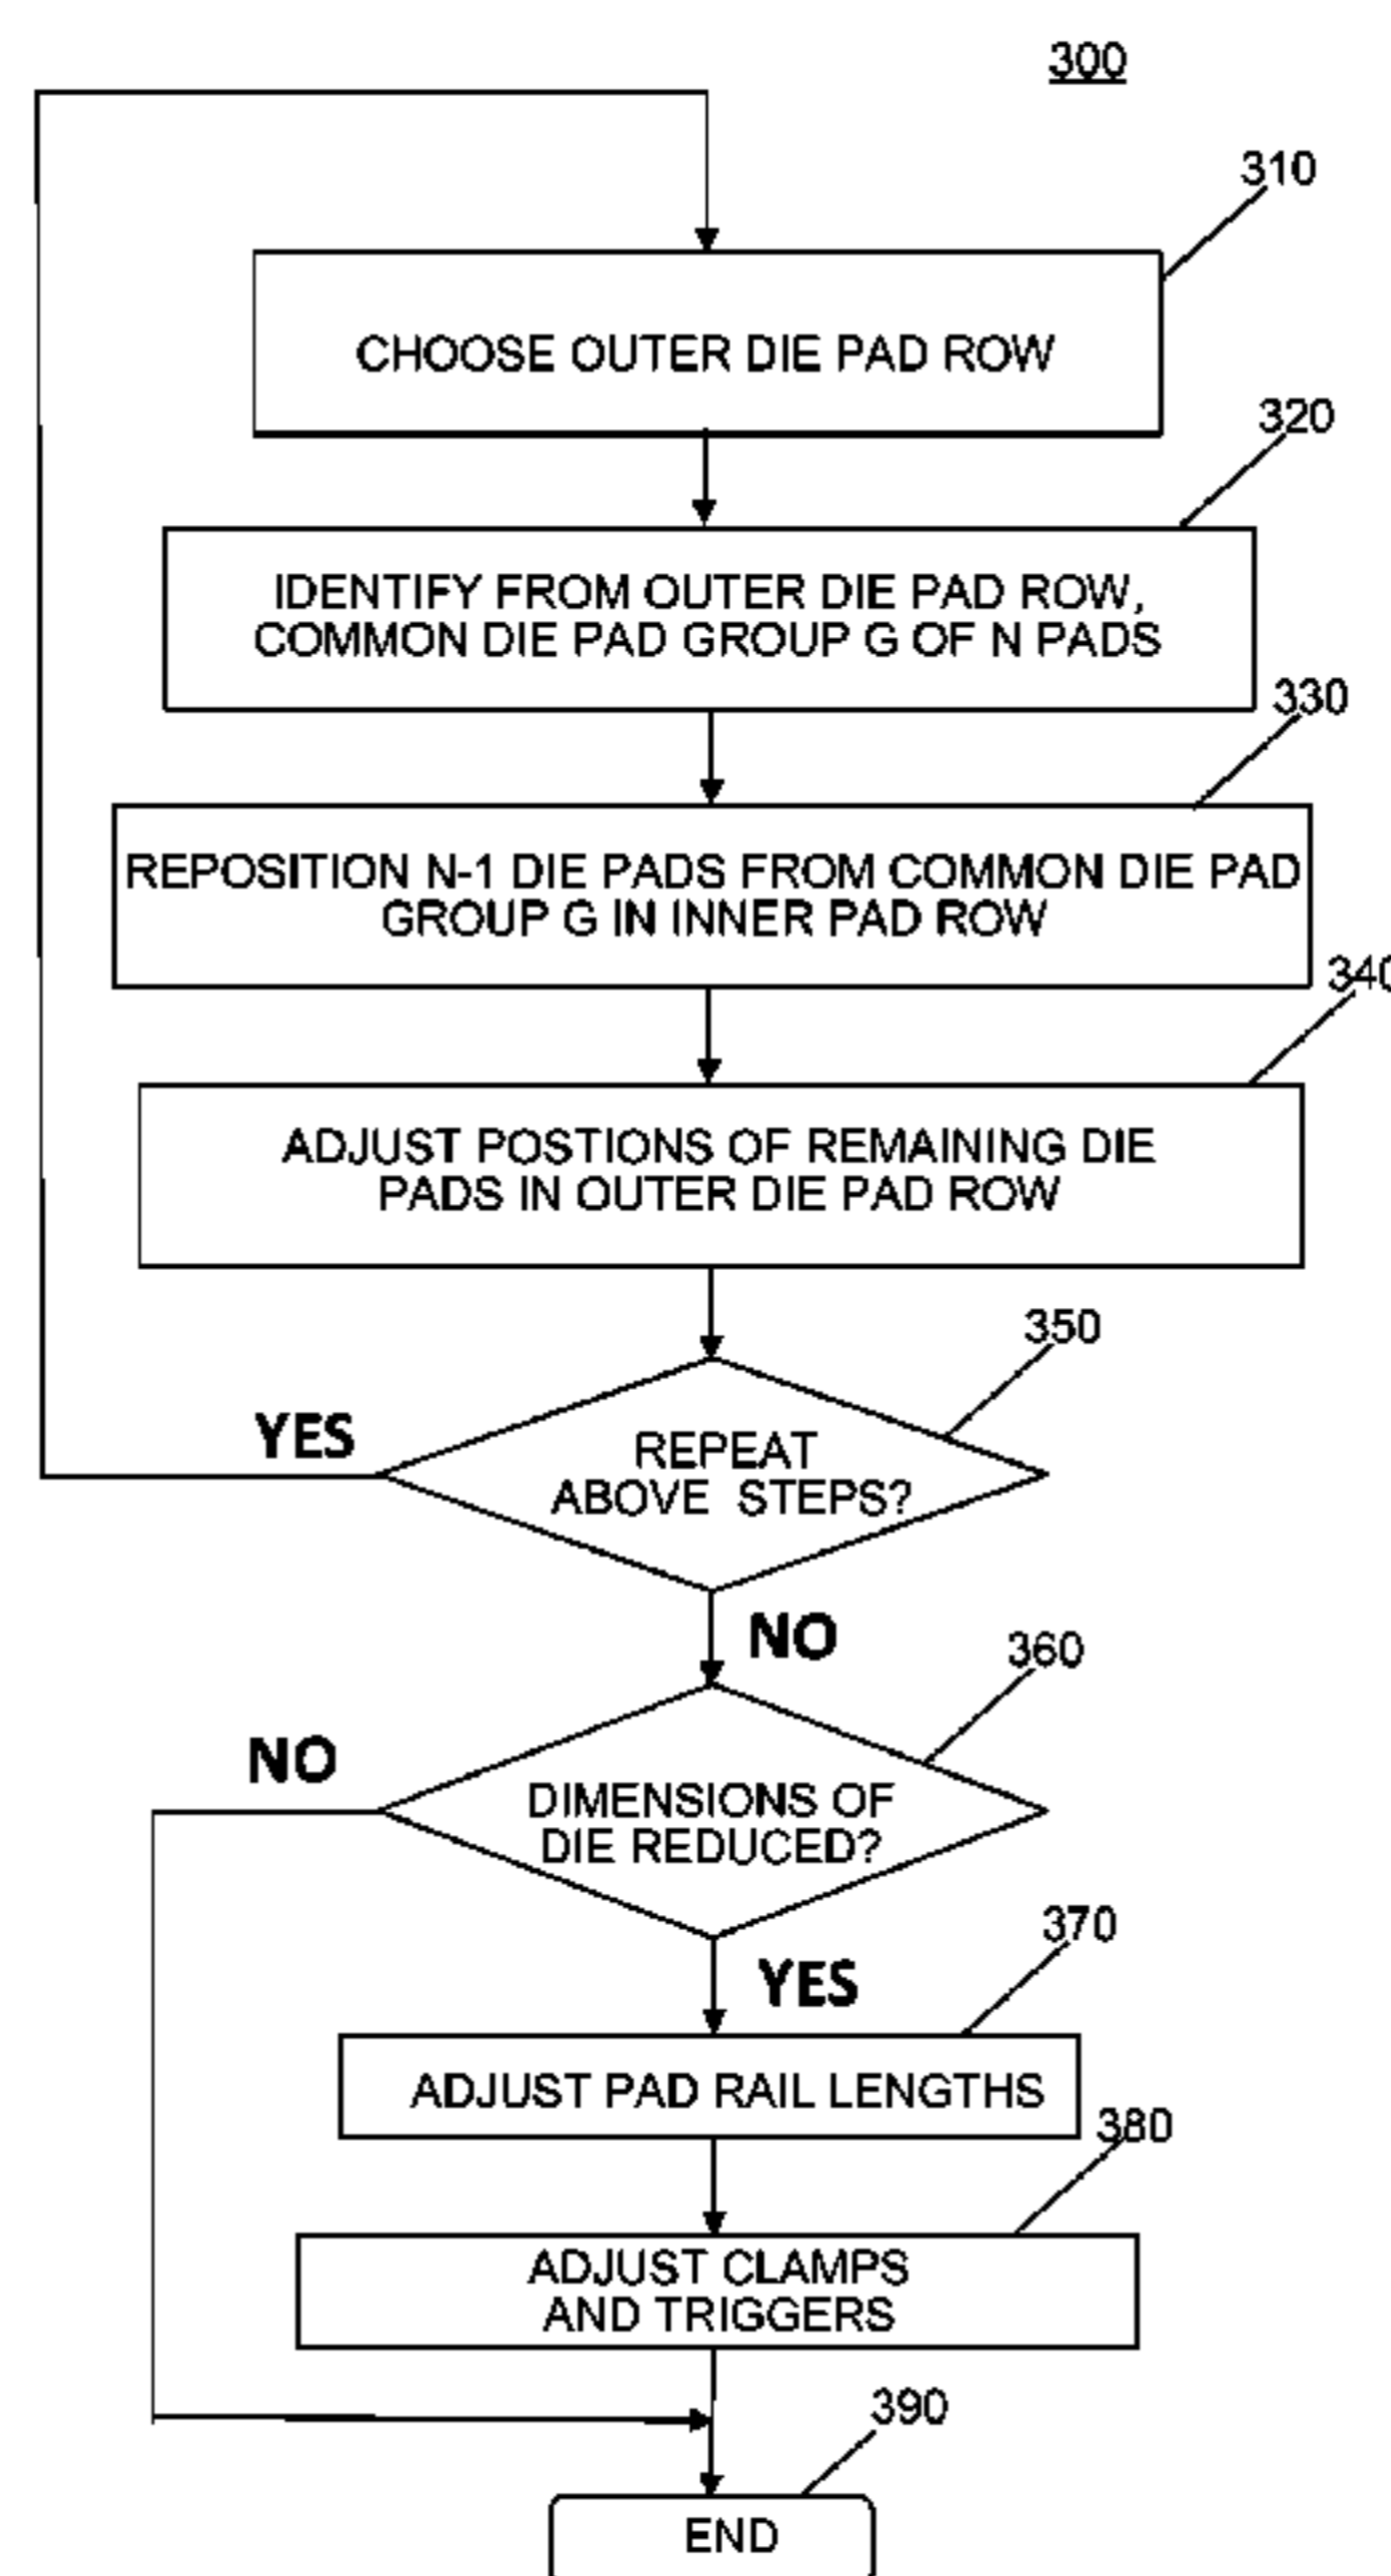 300
310
CHOOSE OUTER DIE PAD ROW
320
IDENTIFY FROM OUTER DIE PAD ROW,
COMMON DIE PAD GROUP G OF N PADS
330
REPOSITION N-1 DIE PADS FROM COMMON DIE PAD
GROUP G IN INNER PAD ROW
340
ADJUST POSTIONS OF REMAINING DIE
PADS IN OUTER DIE PAD ROW
350
YES
REPEAT
ABOVE STEPS?
NO
360
NO
DIMENSIONS OF
DIE REDUCED?
370
YES
ADJUST PAD RAIL LENGTHS
380
ADJUST CLAMPS
AND TRIGGERS
390
END